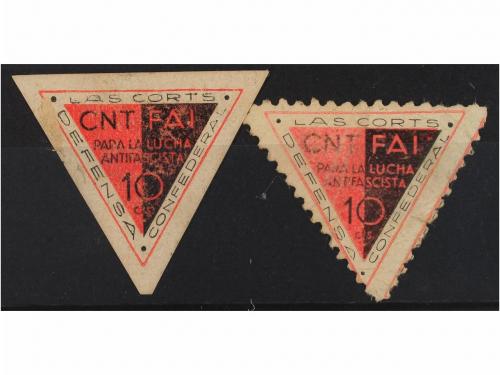 LAS CORTS
CNT FAI
PARA LA LUCHA
ANTIFASCISTA
10
DEFENSA
CONFEDERAL
LAS CORTS
CNT FAI
PARA LA LUCHA
ANTIFASCISTA
10
cts.
DEFENSA
CONFEDERAL